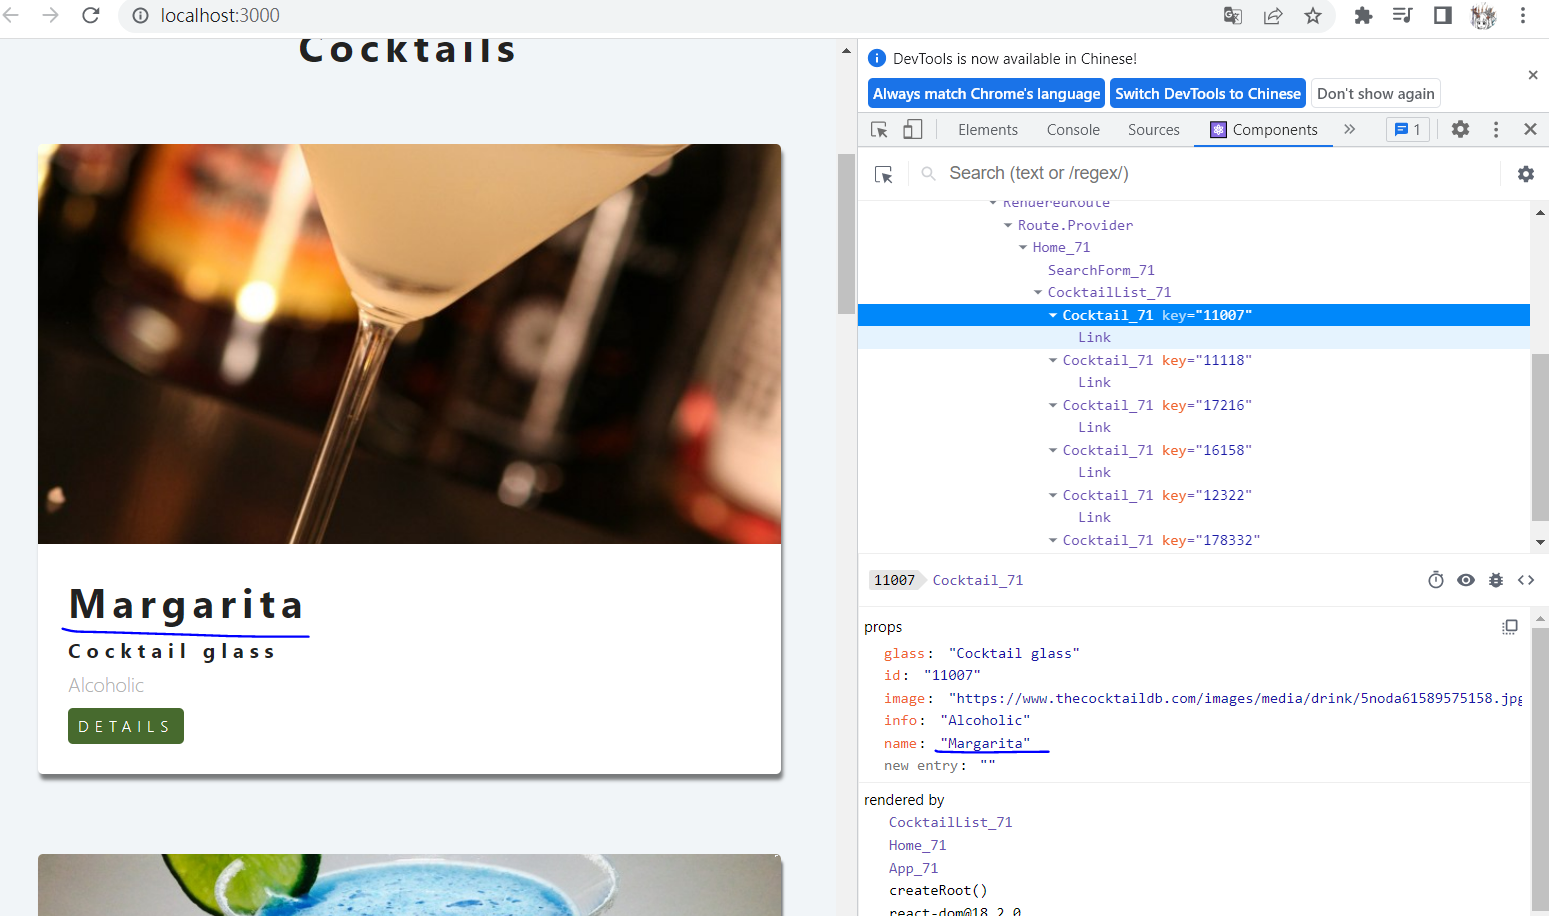 localhost:3000
Cocktails
Margarita
Cocktail glass
Alcoholic
DETAILS
DevTools is now available in Chinese!
Always match Chrome's language
Switch DevTools to Chinese
Don't show again
Elements
Console
Sources
Components
1
Search (text or /regex/)
RenderedRoute
Route.Provider
Home_71
SearchForm_71
CocktailList_71
Cocktail_71 key="11007"
Link
Cocktail_71 key="11118"
Link
Cocktail_71 key="17216"
Link
Cocktail_71 key="16158"
Link
Cocktail_71 key="12322"
Link
Cocktail_71 key="178332"
11007 Cocktail_71
props
glass: "Cocktail glass"
id: "11007"
image: "https://www.thecocktaildb.com/images/media/drink/5noda61589575158.jpg
info: "Alcoholic"
name: "Margarita"
new entry: ""
rendered by
CocktailList_71
Home_71
App_71
createRoot()
react-dom@18.2.0